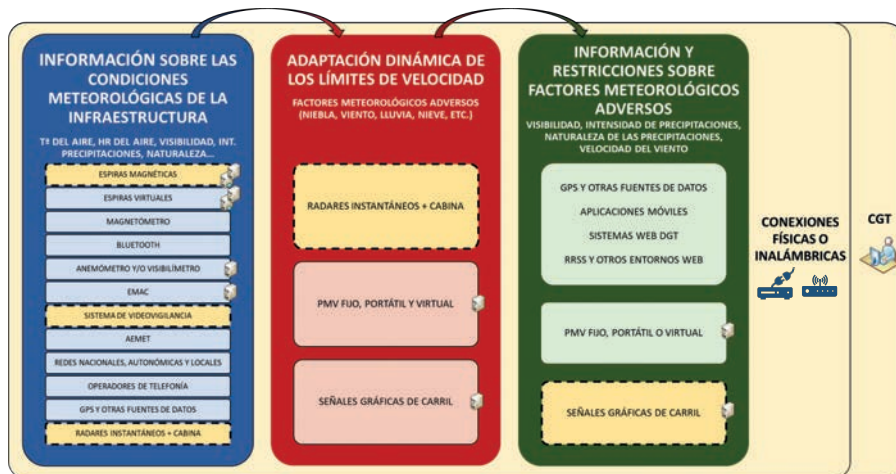 INFORMACIÓN SOBRE LAS
CONDICIONES
METEOROLÓGICAS DE LA
INFRAESTRUCTURA
Tª DEL AIRE, HR DEL AIRE, VISIBILIDAD, INT.
PRECIPITACIONES, NATURALEZA...
ESPIRAS MAGNÉTICAS
ESPIRAS VIRTUALES
MAGNETÓMETRO
BLUETOOTH
ANEMÓMETRO Y/O VISIBILÍMETRO
EMAC
SISTEMA DE VIDEOVIGILANCIA
AEMET
REDES NACIONALES, AUTONÓMICAS Y LOCALES
OPERADORES DE TELEFONÍA
GPS Y OTRAS FUENTES DE DATOS
RADARES INSTANTÁNEOS + CABINA
ADAPTACIÓN DINÁMICA DE
LOS LÍMITES DE VELOCIDAD
FACTORES METEOROLÓGICOS ADVERSOS
(NIEBLA, VIENTO, LLUVIA, NIEVE, ETC.)
RADARES INSTANTÁNEOS + CABINA
PMV FIJO, PORTÁTIL Y VIRTUAL
SEÑALES GRÁFICAS DE CARRIL
INFORMACIÓN Y
RESTRICCIONES SOBRE
FACTORES METEOROLÓGICOS
ADVERSOS
VISIBILIDAD, INTENSIDAD DE PRECIPITACIONES,
NATURALEZA DE LAS PRECIPITACIONES,
VELOCIDAD DEL VIENTO
GPS Y OTRAS FUENTES DE DATOS
APLICACIONES MÓVILES
SISTEMAS WEB DGT
RRSS Y OTROS ENTORNOS WEB
PMV FIJO, PORTÁTIL O VIRTUAL
SEÑALES GRÁFICAS DE CARRIL
CONEXIONES
FÍSICAS O
INALÁMBRICAS
CGT